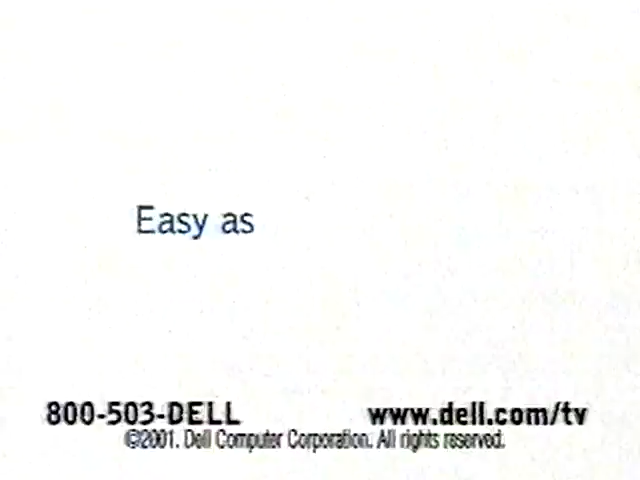 Easy as
800-503-DELL www.dell.com/tv
©2001. Dell Computer Corporation. All rights reserved.